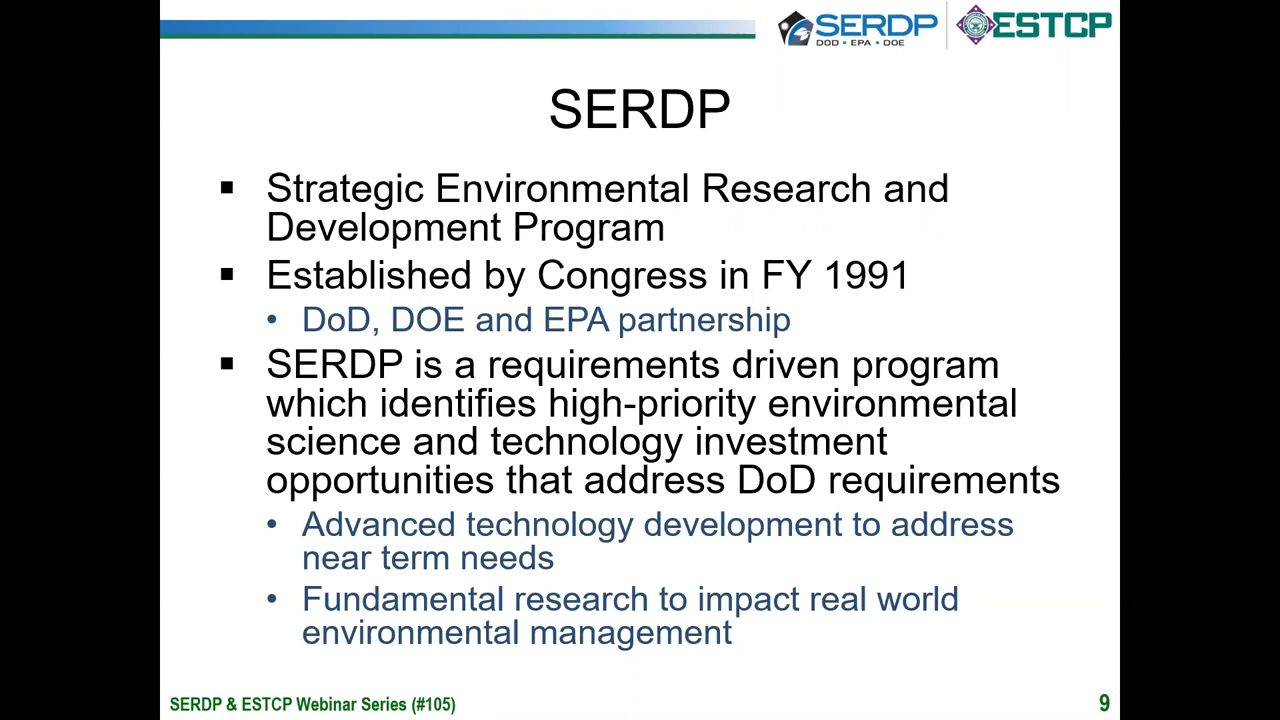 SERDP
DOD • EPA • DOE
ESTCP
SERDP
▪ Strategic Environmental Research and
Development Program
▪ Established by Congress in FY 1991
• DoD, DOE and EPA partnership
▪ SERDP is a requirements driven program
which identifies high-priority environmental
science and technology investment
opportunities that address DoD requirements
• Advanced technology development to address
near term needs
• Fundamental research to impact real world
environmental management
SERDP & ESTCP Webinar Series (#105)
9